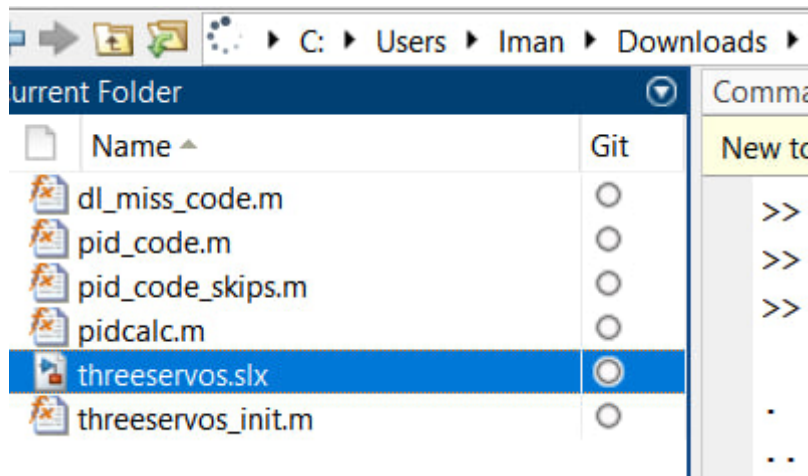 C: Users Iman Downloads
urrent Folder
Comma
Name Git
New to
dl_miss_code.m
>>
pid_code.m
>>
pid_code_skips.m
>>
pidcalc.m
threeservos.slx
threeservos_init.m
.
..